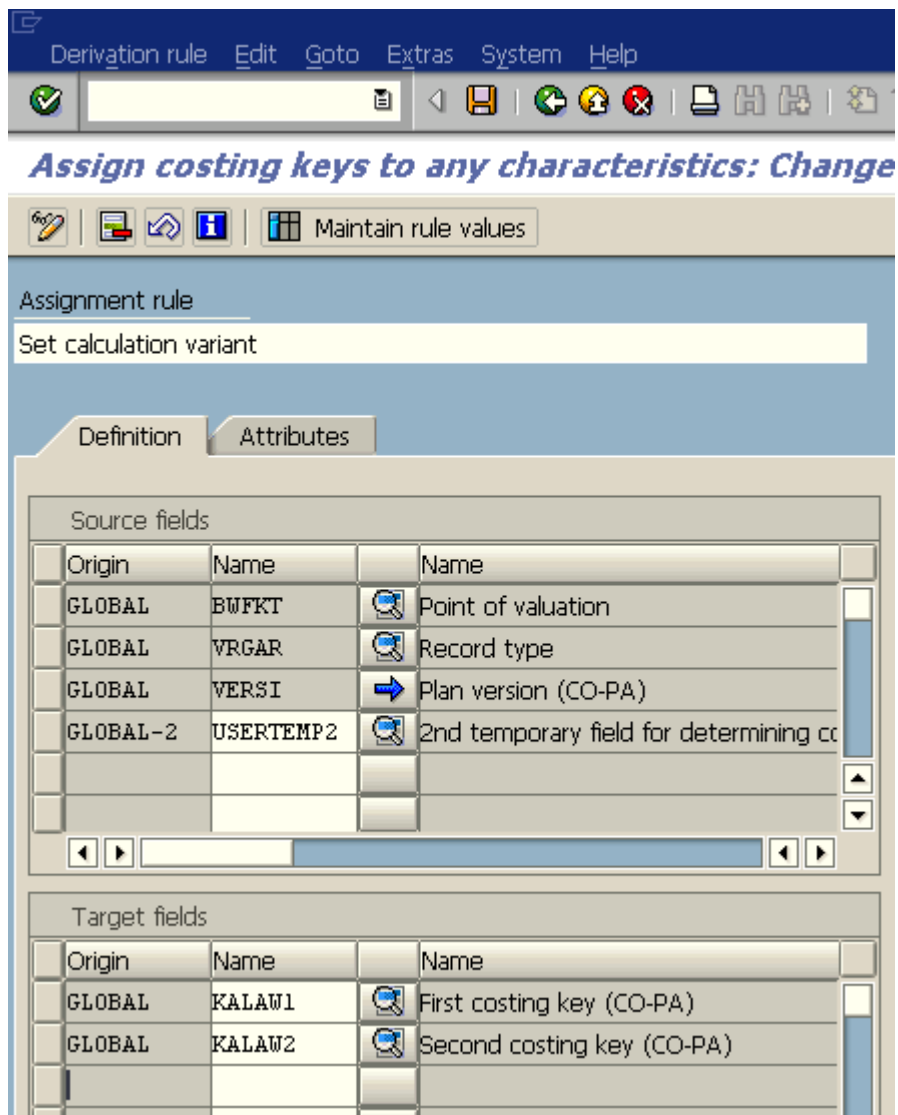 Derivation rule Edit Goto Extras System Help
Assign costing keys to any characteristics: Change
Maintain rule values
Assignment rule
Set calculation variant
Definition Attributes
Source fields
Origin Name Name
GLOBAL BWFKT Point of valuation
GLOBAL VRGAR Record type
GLOBAL VERSI Plan version (CO-PA)
GLOBAL-2 USERTEMP2 2nd temporary field for determining co
Target fields
Origin Name Name
GLOBAL KALAW1 First costing key (CO-PA)
GLOBAL KALAW2 Second costing key (CO-PA)